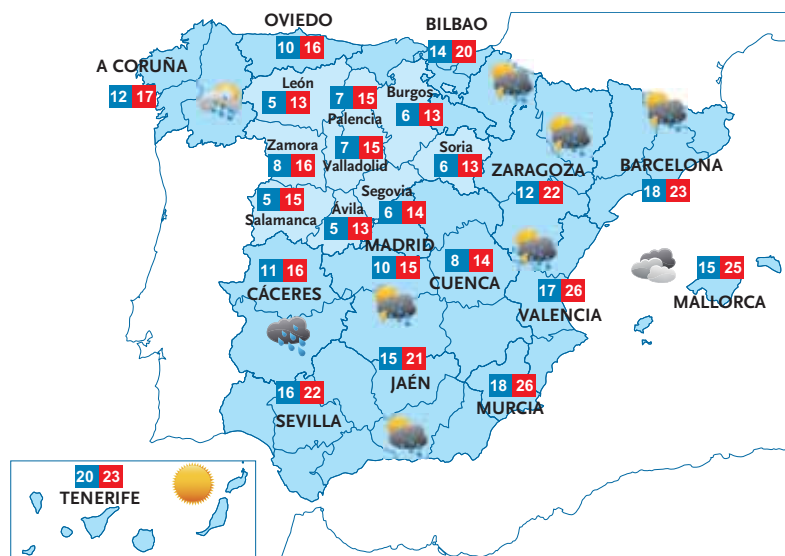 OVIEDO
10 16
BILBAO
14 20
A CORUÑA
12 17
León
5 13
7 15
Palencia
Burgos
6 13
Zamora
8 16
7 15
Valladolid
Soria
6 13
ZARAGOZA
12 22
BARCELONA
18 23
5 15
Salamanca
Ávila
5 13
Segovia
6 14
MADRID
10 15
8 14
CUENCA
11 16
CÁCERES
17 26
VALENCIA
15 25
MALLORCA
15 21
JAÉN
16 22
SEVILLA
18 26
MURCIA
20 23
TENERIFE